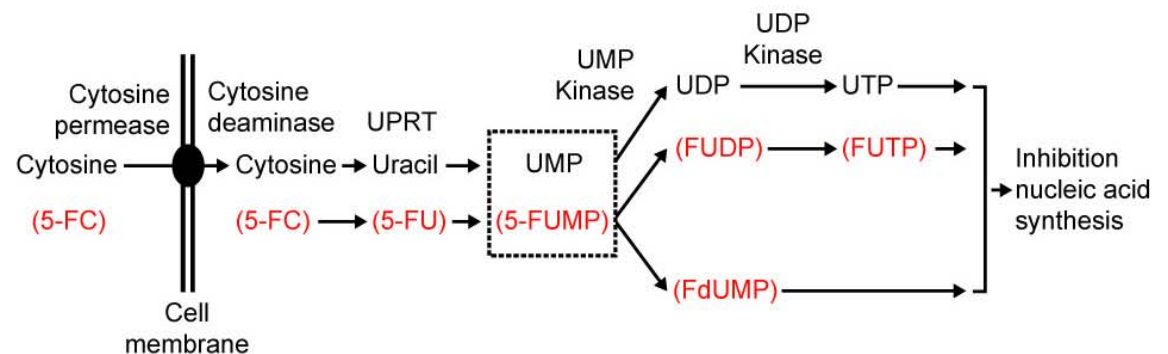 UDP
Kinase
UMP
Kinase
UDP
UTP
Cytosine
permease
Cytosine
deaminase
UPRT
Cytosine
Cytosine
Uracil
UMP
(FUDP)
(FUTP)
Inhibition
nucleic acid
synthesis
(5-FC)
(5-FC)
(5-FU)
(5-FUMP)
(FdUMP)
Cell
membrane